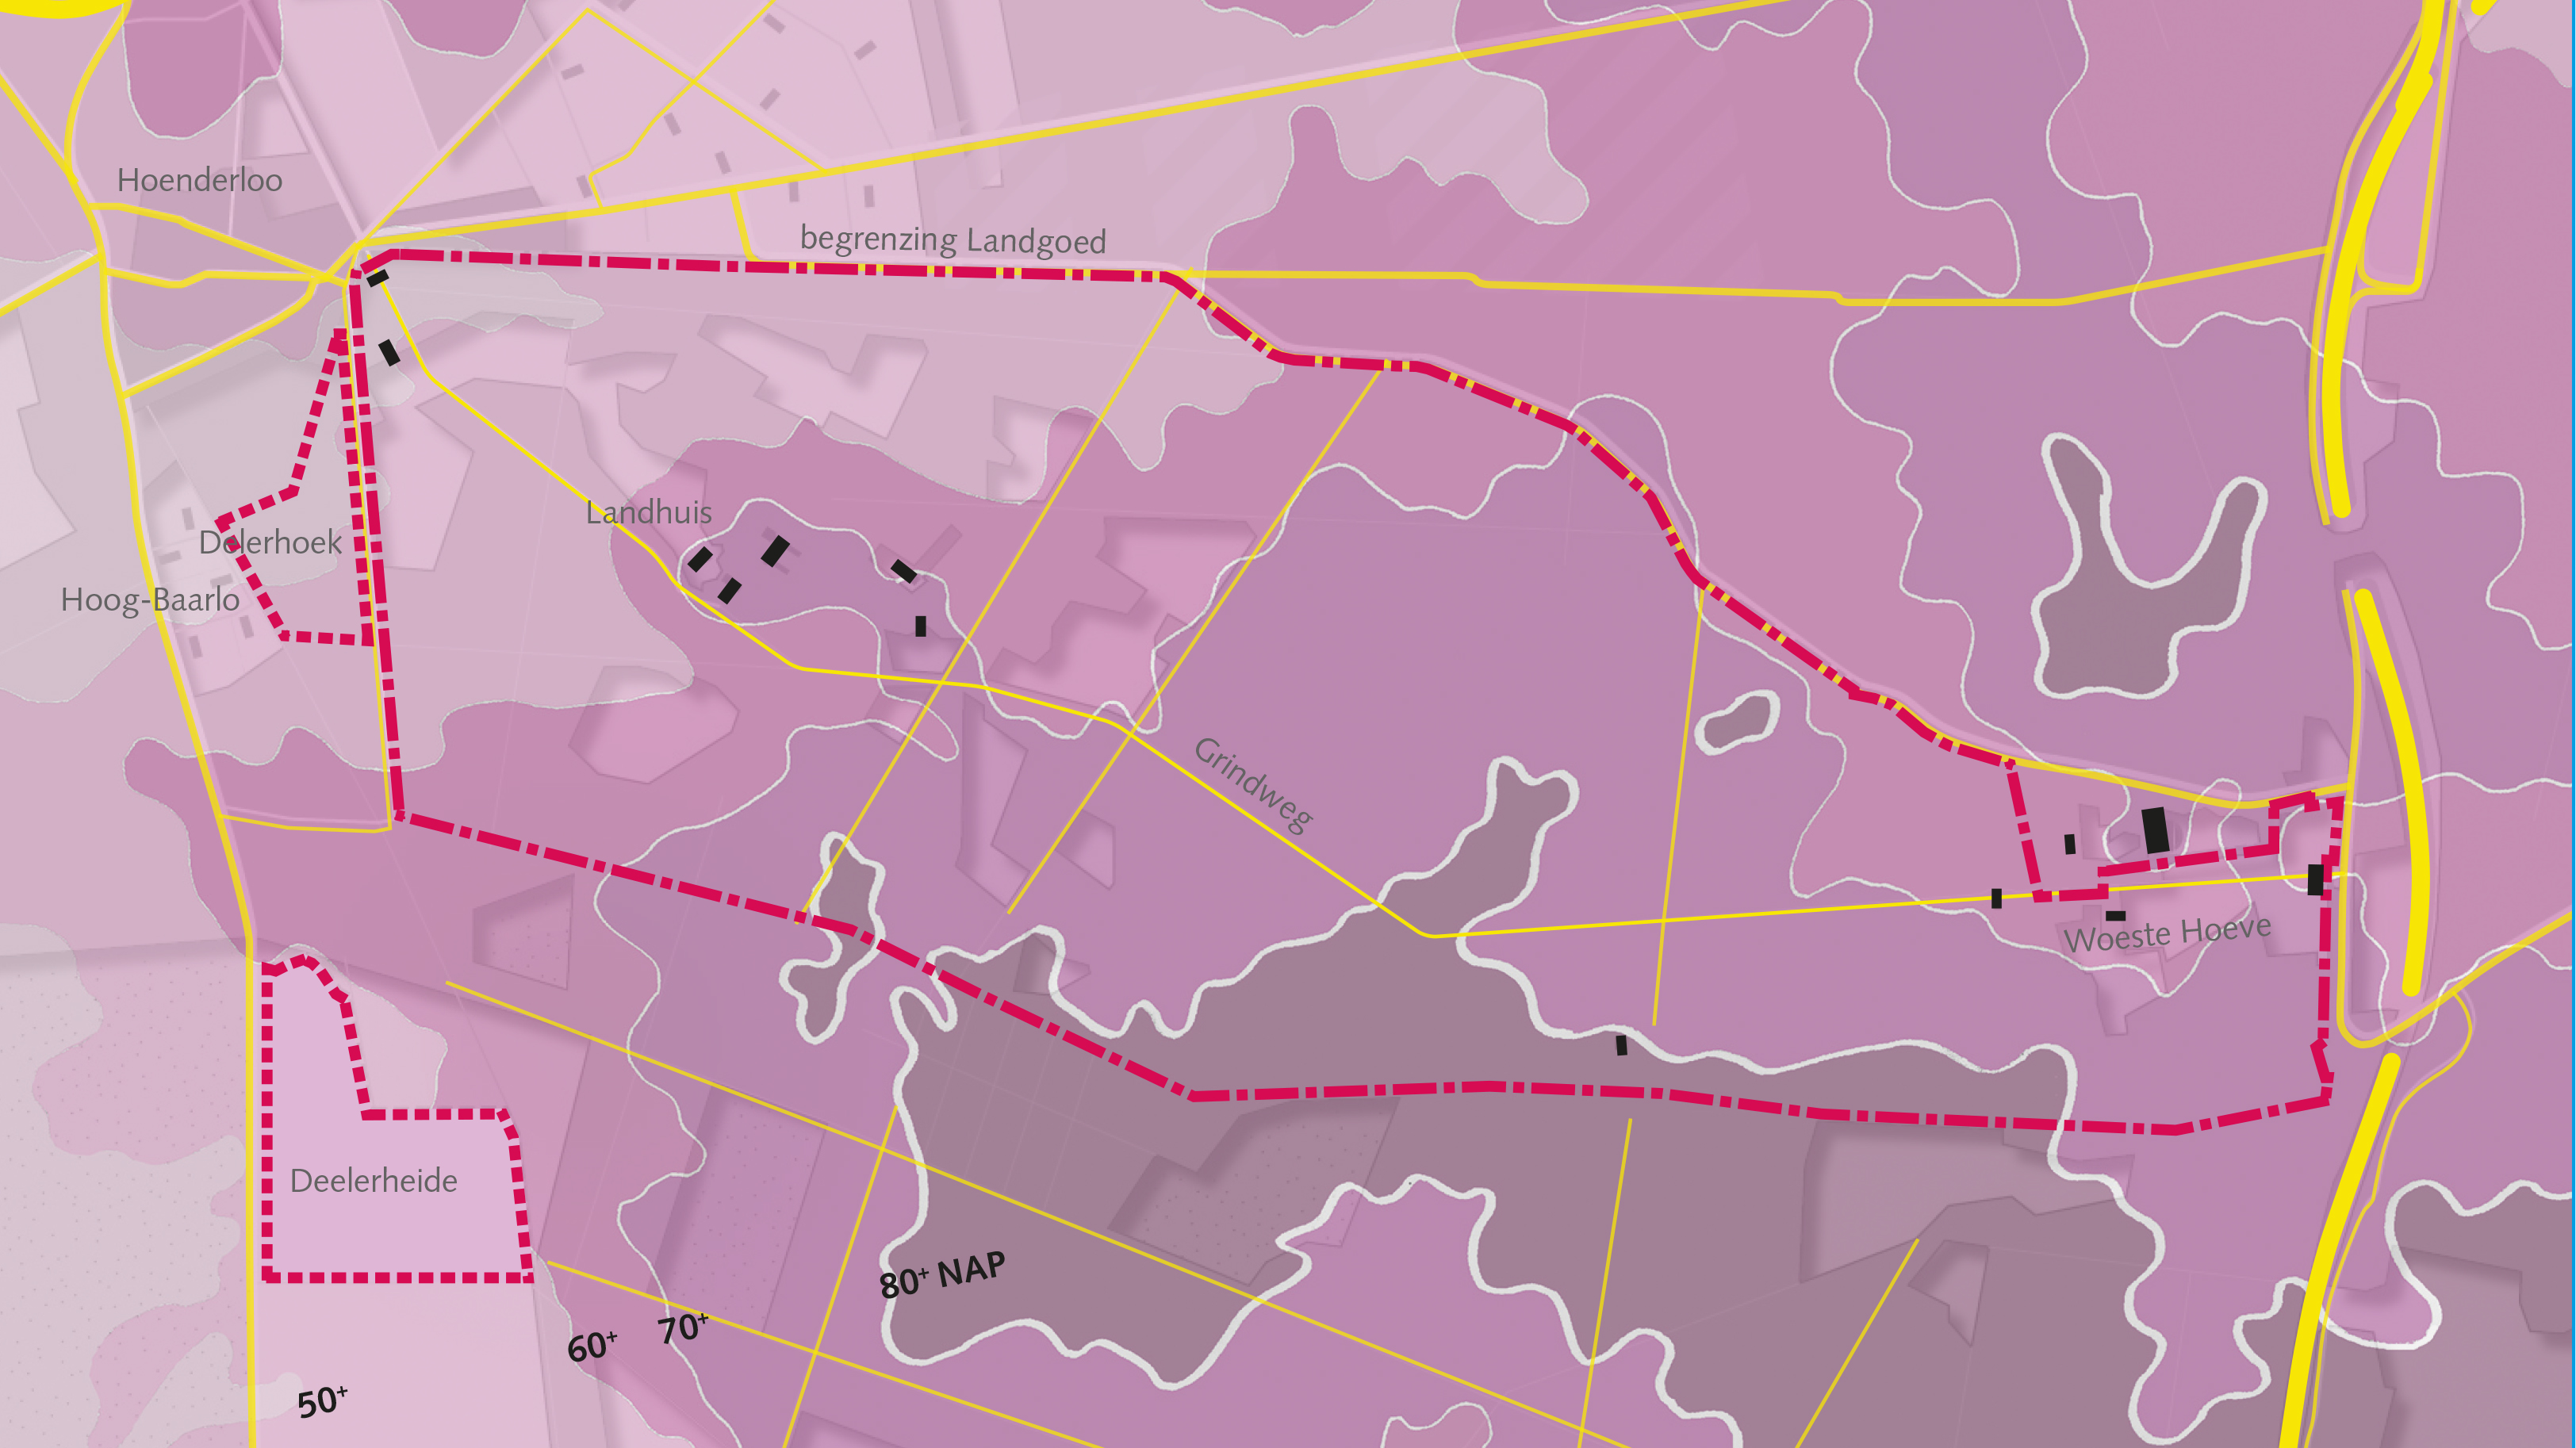 Hoenderloo
begrenzing Landgoed
Landhuis
Delerhoek
Hoog-Baarlo
Grindweg
Woeste Hoeve
Deelerheide
80+ NAP
70+
60+
50+